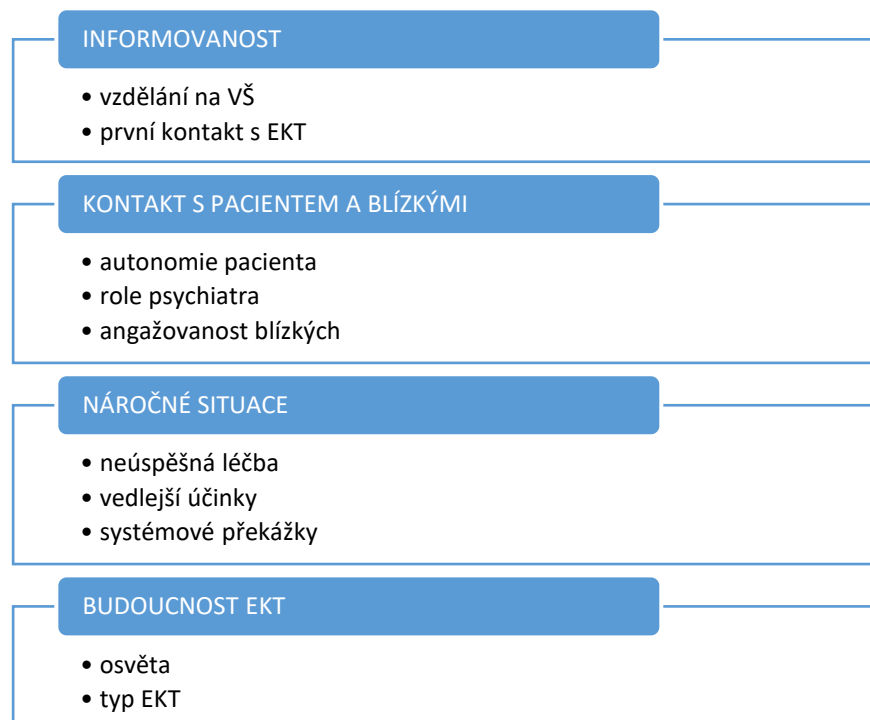 INFORMOVANOST
• vzdělání na VŠ
• první kontakt s EKT
KONTAKT S PACIENTEM A BLÍZKÝMI
• autonomie pacienta
• role psychiatra
• angažovanost blízkých
NÁROČNÉ SITUACE
• neúspěšná léčba
• vedlejší účinky
• systémové překážky
BUDOUCNOST EKT
• osvěta
• typ EKT